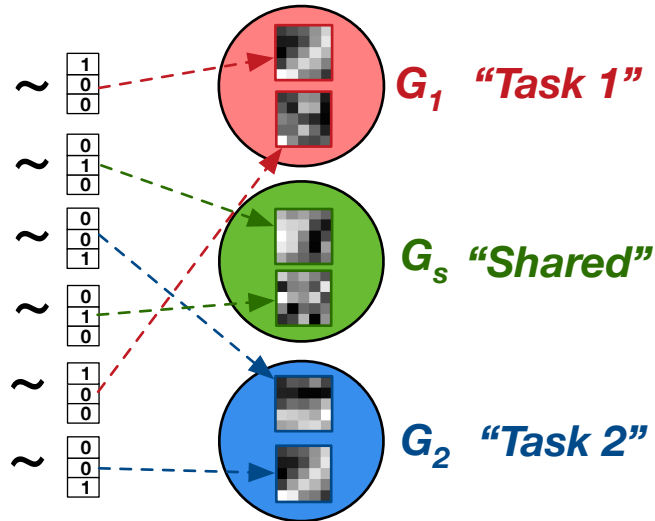 ~ 1 0 0
G1 “Task 1”
~ 0 1 0
~ 0 0 1
Gs “Shared”
~ 0 1 0
~ 1 0 0
G2 “Task 2”
~ 0 0 1